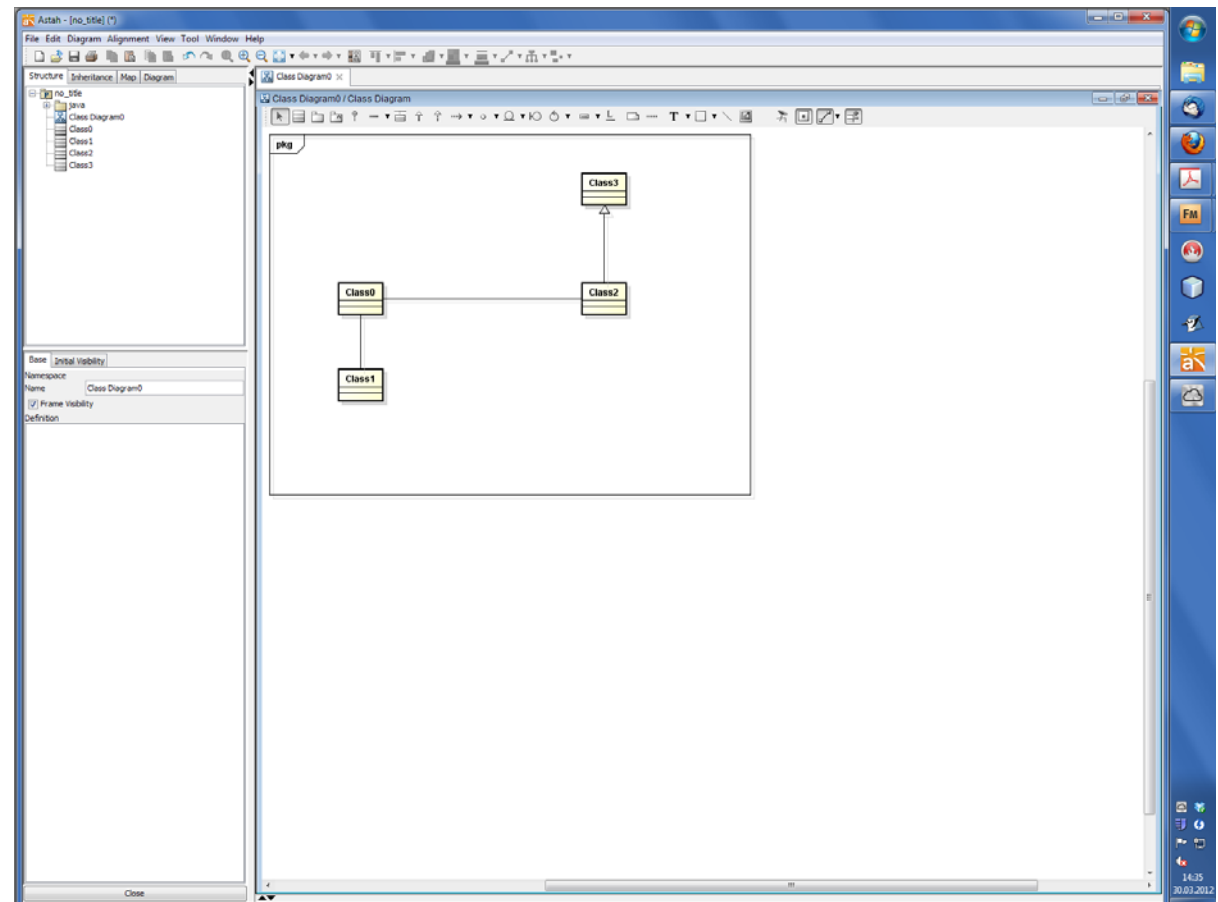 Astah - [no_title] (*)
File Edit Diagram Alignment View Tool Window Help
Structure Inheritance Map Diagram
no_title
java
Class Diagram0
Class0
Class1
Class2
Class3
Base Initial Visibility
Namespace
Name Class Diagram0
Frame Visibility
Definition
Close
Class Diagram0
Class Diagram0 / Class Diagram
T
pkg
Class3
Class0
Class2
Class1
FM
a
14:35
30.03.2012